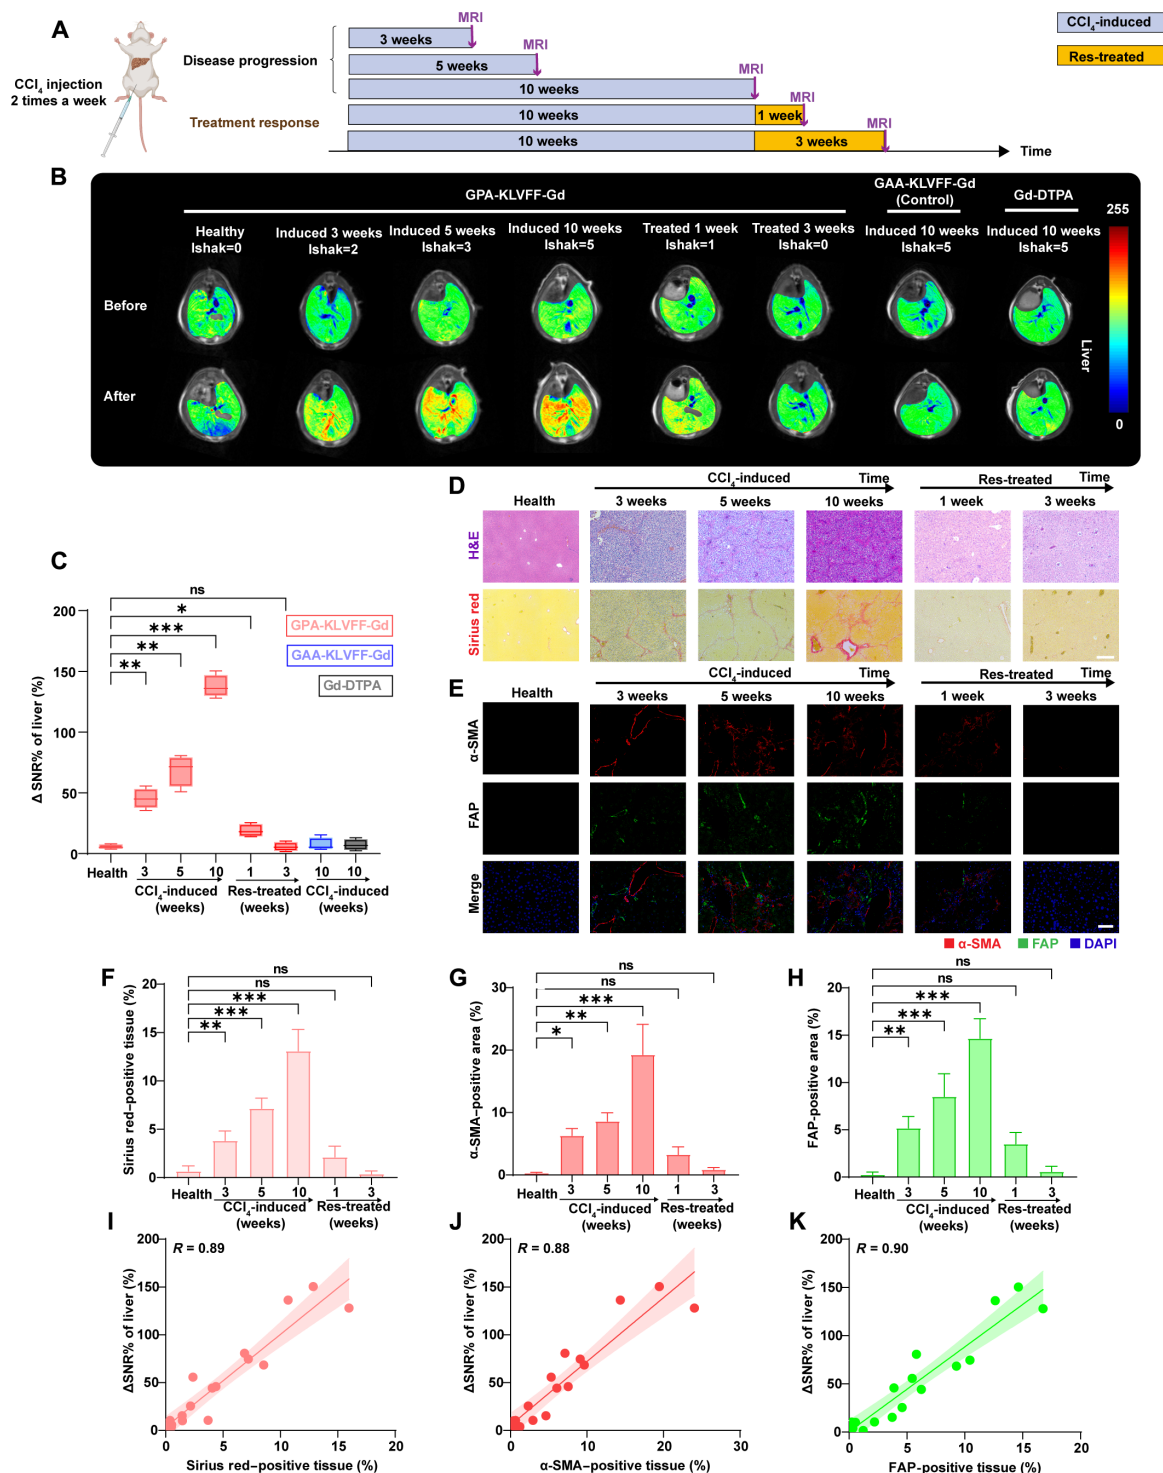 A
CCl4 injection
2 times a week
Disease progression
Treatment response
MRI
3 weeks
MRI
5 weeks
MRI
10 weeks
MRI
10 weeks
1 week
MRI
10 weeks
3 weeks
Time
CCl4-induced
Res-treated
B
GPA-KLVFF-Gd
GAA-KLVFF-Gd
(Control)
Gd-DTPA
Healthy
Ishak=0
Induced 3 weeks
Ishak=2
Induced 5 weeks
Ishak=3
Induced 10 weeks
Ishak=5
Treated 1 week
Ishak=1
Treated 3 weeks
Ishak=0
Induced 10 weeks
Ishak=5
Induced 10 weeks
Ishak=5
Before
After
255
Liver
0
C
Δ SNR% of liver (%)
200
150
100
50
0
ns
*
***
**
**
GPA-KLVFF-Gd
GAA-KLVFF-Gd
Gd-DTPA
Health 3 5 10 1 3 10 10
CCl4-induced
(weeks)
Res-treated
(weeks)
CCl4-induced
(weeks)
D
CCl4-induced Time
Res-treated Time
Health 3 weeks 5 weeks 10 weeks 1 week 3 weeks
H&E
Sirius red
E
CCl4-induced Time
Res-treated Time
Health 3 weeks 5 weeks 10 weeks 1 week 3 weeks
α-SMA
FAP
Merge
α-SMA FAP DAPI
F
Sirius red–positive tissue (%)
20
15
10
5
0
ns
ns
***
***
**
Health 3 5 10 1 3
CCl4-induced
(weeks)
Res-treated
(weeks)
G
α-SMA–positive area (%)
30
20
10
0
ns
ns
***
**
*
Health 3 5 10 1 3
CCl4-induced
(weeks)
Res-treated
(weeks)
H
FAP-positive area (%)
20
15
10
5
0
ns
ns
***
***
**
Health 3 5 10 1 3
CCl4-induced
(weeks)
Res-treated
(weeks)
I
R = 0.89
ΔSNR% of liver (%)
200
150
100
50
0
0 5 10 15 20
Sirius red–positive tissue (%)
J
R = 0.88
ΔSNR% of liver (%)
200
150
100
50
0
0 10 20 30
α-SMA–positive tissue (%)
K
R = 0.90
ΔSNR% of liver (%)
200
150
100
50
0
0 5 10 15 20
FAP-positive tissue (%)